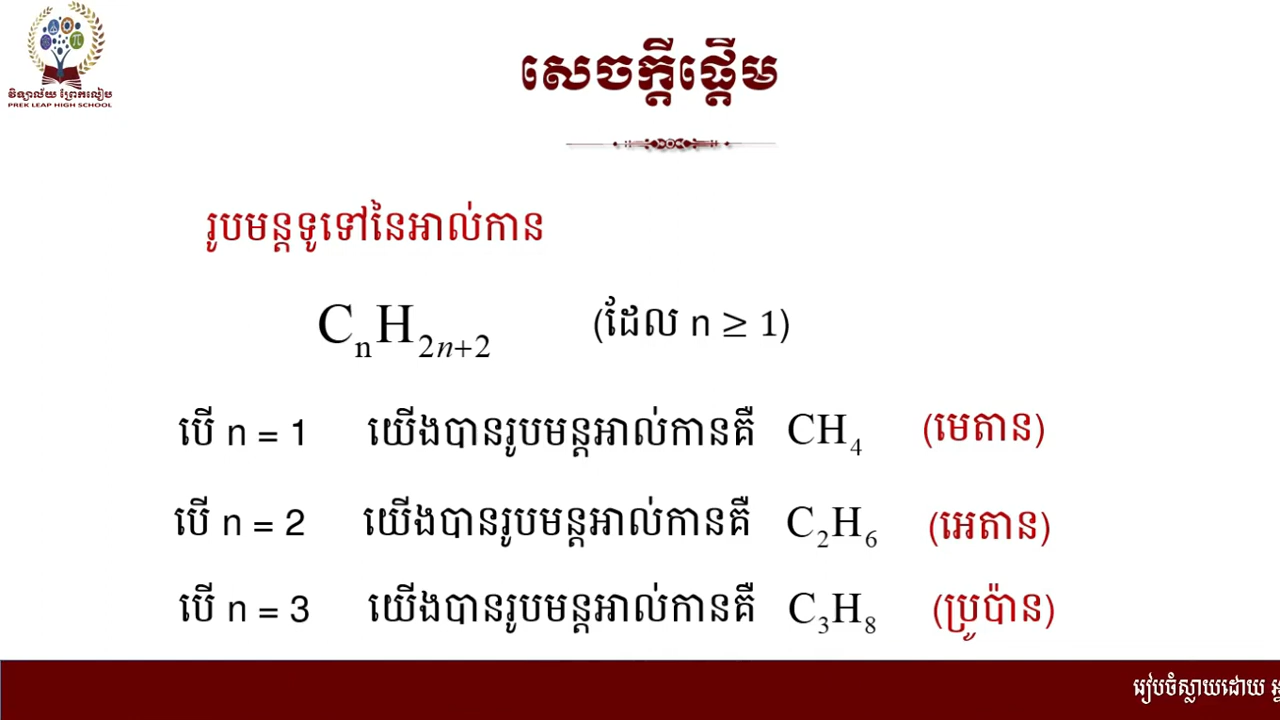 វិទ្យាល័យ ព្រែកលៀប
PREK LEAP HIGH SCHOOL
សេចក្តីផ្តើម
រូបមន្តទូទៅនៃអាល់កាន
CₙH₂ₙ₊₂ (ដែល n ≥ 1)
បើ n = 1 យើងបានរូបមន្តអាល់កានគឺ CH₄ (មេតាន)
បើ n = 2 យើងបានរូបមន្តអាល់កានគឺ C₂H₆ (អេតាន)
បើ n = 3 យើងបានរូបមន្តអាល់កានគឺ C₃H₈ (ប្រូប៉ាន)
រៀបចំស្លាយដោយ